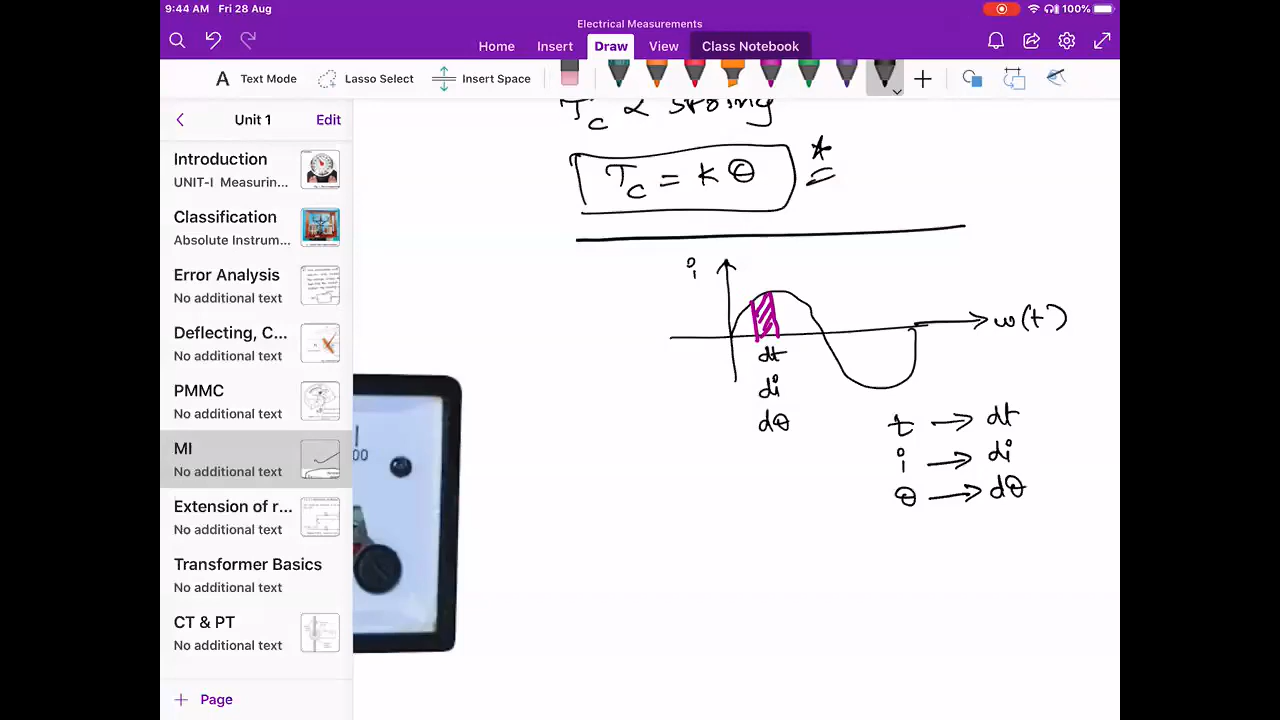 9:44 AM Fri 28 Aug
100%
Electrical Measurements
Home Insert Draw View Class Notebook
A Text Mode Lasso Select Insert Space
Unit 1 Edit
Introduction
UNIT-I Measurin...
Classification
Absolute Instrum...
Error Analysis
No additional text
Deflecting, C...
No additional text
PMMC
No additional text
MI
No additional text
Extension of r...
No additional text
Transformer Basics
No additional text
CT & PT
No additional text
+ Page
00
Tc ∝ spring
Tc = k θ *
i
ω(t)
dt
di
dθ
t → dt
i → di
θ → dθ